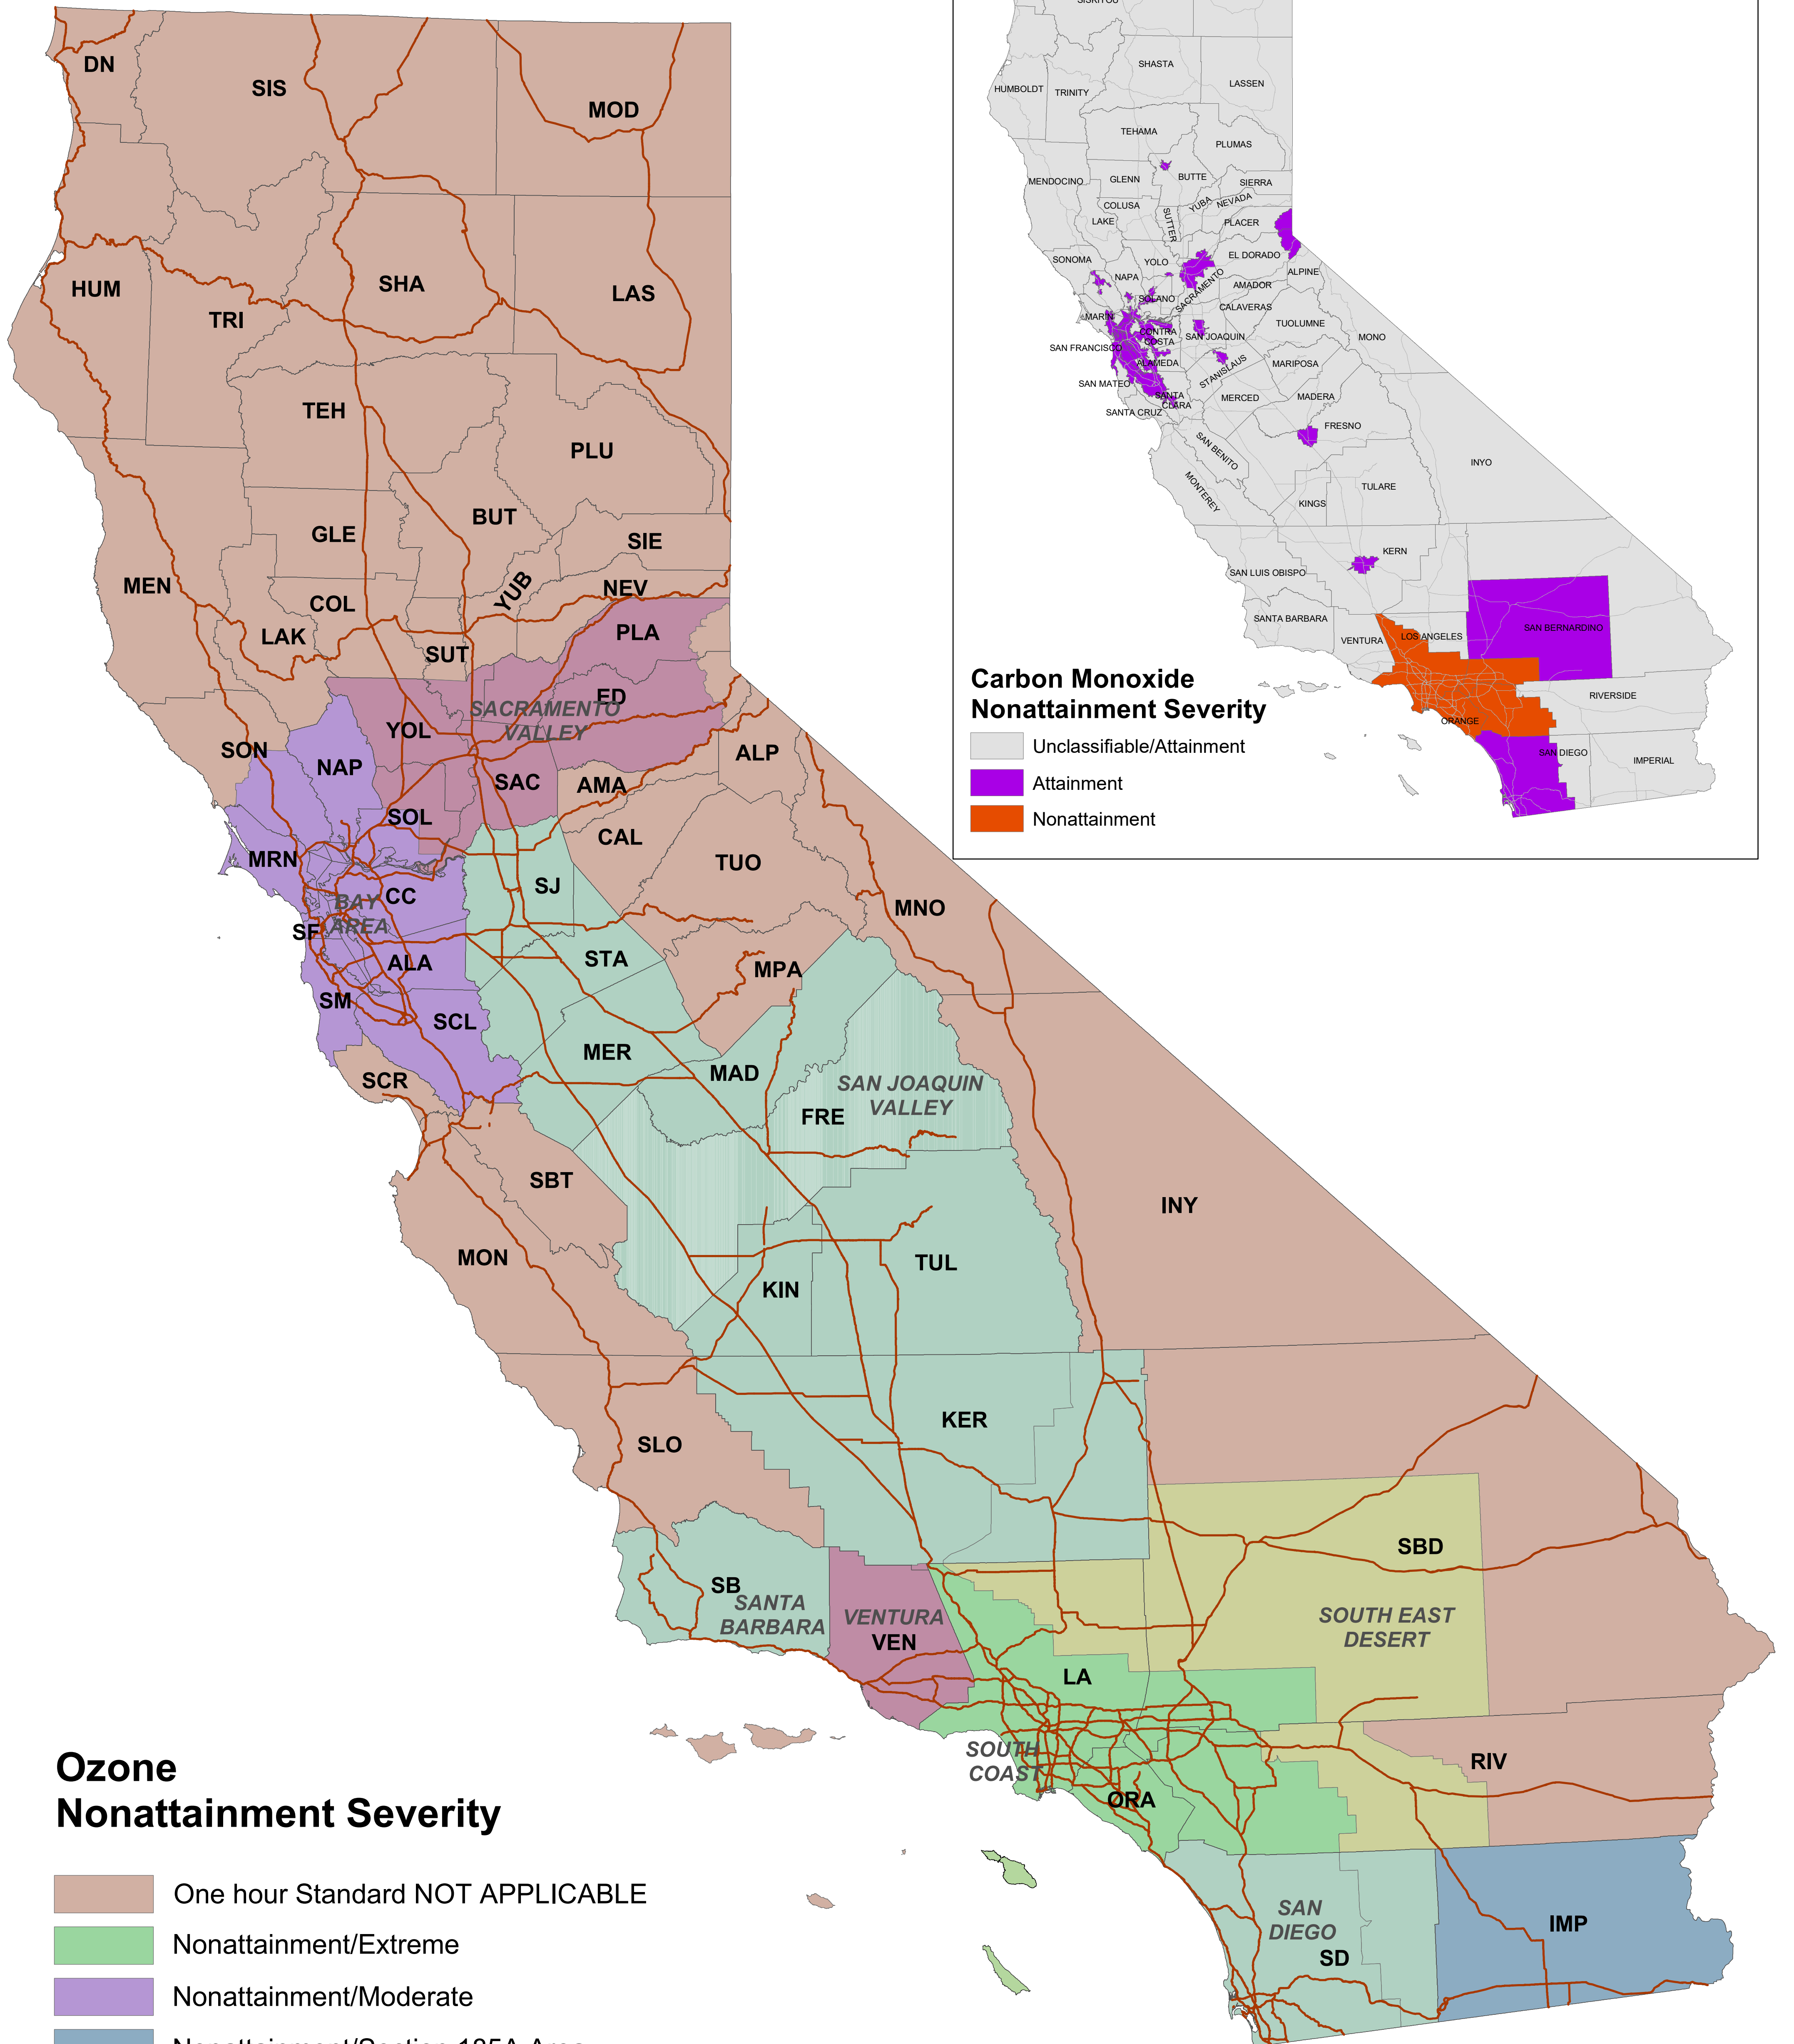 DN
SIS
MOD
HUM
TRI
SHA
LAS
TEH
PLU
GLE
BUT
SIE
MEN
COL
YUB
NEV
LAK
SUT
PLA
ED
SACRAMENTO
VALLEY
SON
YOL
NAP
SAC
AMA
ALP
SOL
CAL
MRN
TUO
SJ
CC
BAY
AREA
MNO
SF
ALA
STA
MPA
SM
SCL
MER
MAD
SCR
SAN JOAQUIN
VALLEY
FRE
SBT
INY
MON
TUL
KIN
KER
SLO
SBD
SB
SANTA
BARBARA
VENTURA
VEN
SOUTH EAST
DESERT
LA
SOUTH
COAST
RIV
ORA
SAN
DIEGO
SD
IMP
Ozone
Nonattainment Severity
One hour Standard NOT APPLICABLE
Nonattainment/Extreme
Nonattainment/Moderate
SISKIYOU
SHASTA
LASSEN
HUMBOLDT
TRINITY
TEHAMA
PLUMAS
MENDOCINO
GLENN
BUTTE
SIERRA
COLUSA
YUBA
NEVADA
LAKE
SUTTER
PLACER
SONOMA
YOLO
EL DORADO
NAPA
ALPINE
SACRAMENTO
AMADOR
SOLANO
CALAVERAS
MARIN
TUOLUMNE
CONTRA
COSTA
SAN JOAQUIN
MONO
SAN FRANCISCO
ALAMEDA
STANISLAUS
MARIPOSA
SAN MATEO
SANTA
CLARA
MERCED
MADERA
SANTA CRUZ
FRESNO
SAN BENITO
INYO
MONTEREY
TULARE
KINGS
KERN
SAN LUIS OBISPO
SANTA BARBARA
VENTURA
LOS ANGELES
SAN BERNARDINO
RIVERSIDE
ORANGE
SAN DIEGO
IMPERIAL
Carbon Monoxide
Nonattainment Severity
Unclassifiable/Attainment
Attainment
Nonattainment